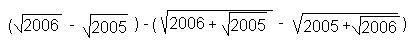 (√2006 - √2005) - (√(2006 + √2005) - √(2005 + √2006))